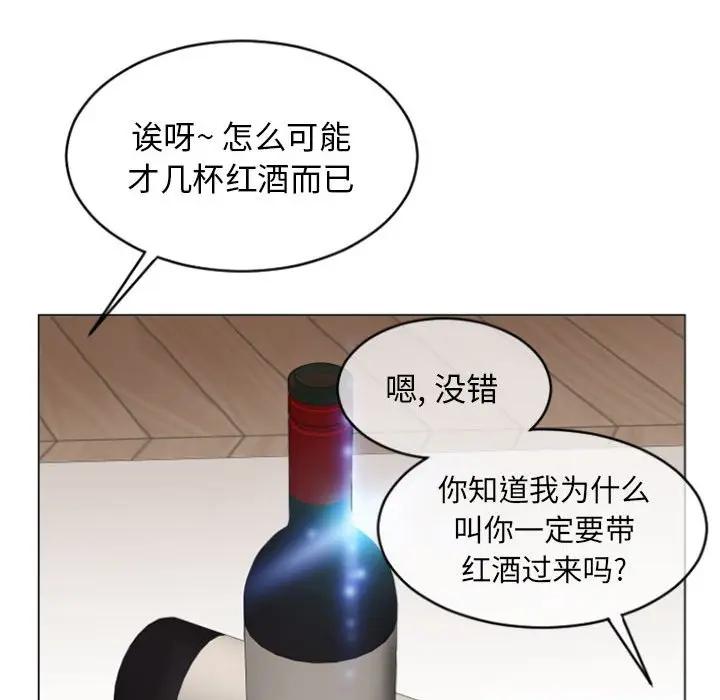 诶呀~ 怎么可能
才几杯红酒而已
嗯, 没错
你知道我为什么
叫你一定要带
红酒过来吗?